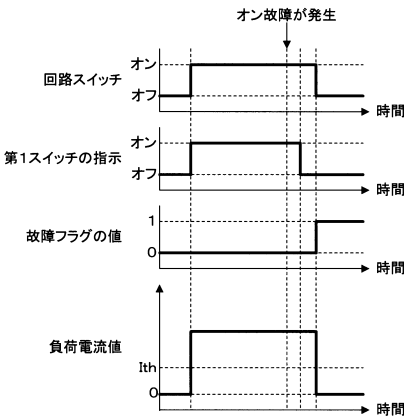 オン故障が発生
オン
回路スイッチ
オフ
時間
オン
第1スイッチの指示
オフ
時間
1
故障フラグの値
0
時間
負荷電流値
Ith
0
時間